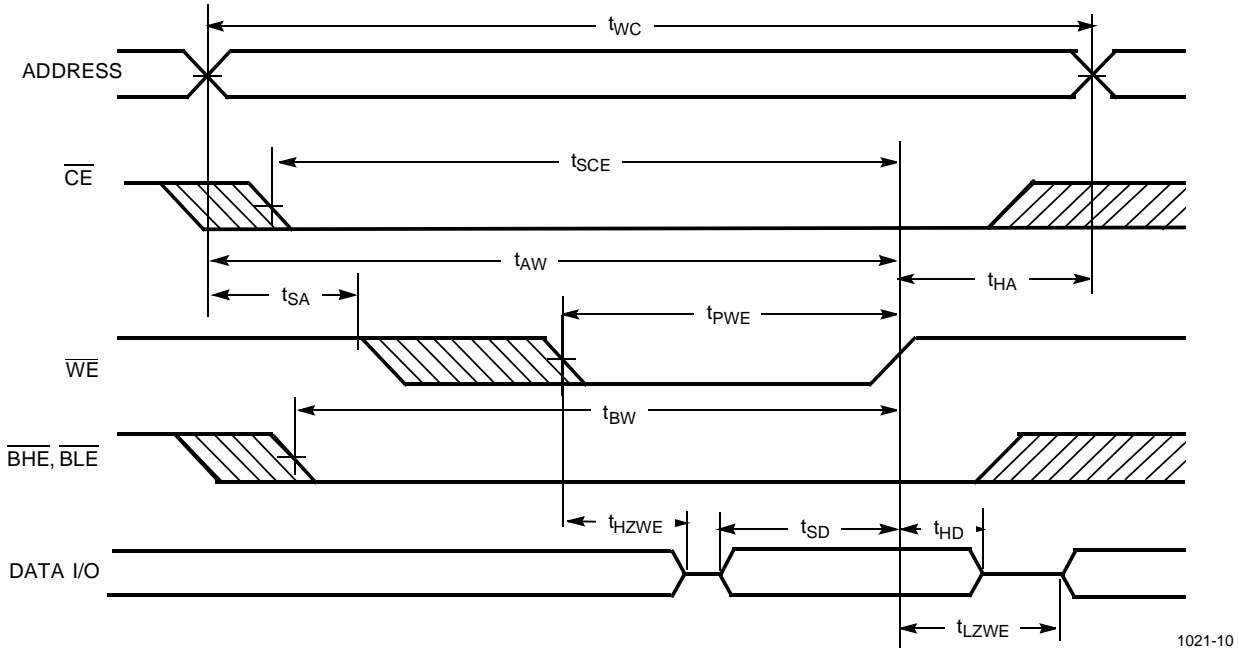 tWC
ADDRESS
tSCE
CE
tAW
tSA
tHA
tPWE
WE
tBW
BHE, BLE
tHZWE
tSD
tHD
DATA I/O
tLZWE
1021-10